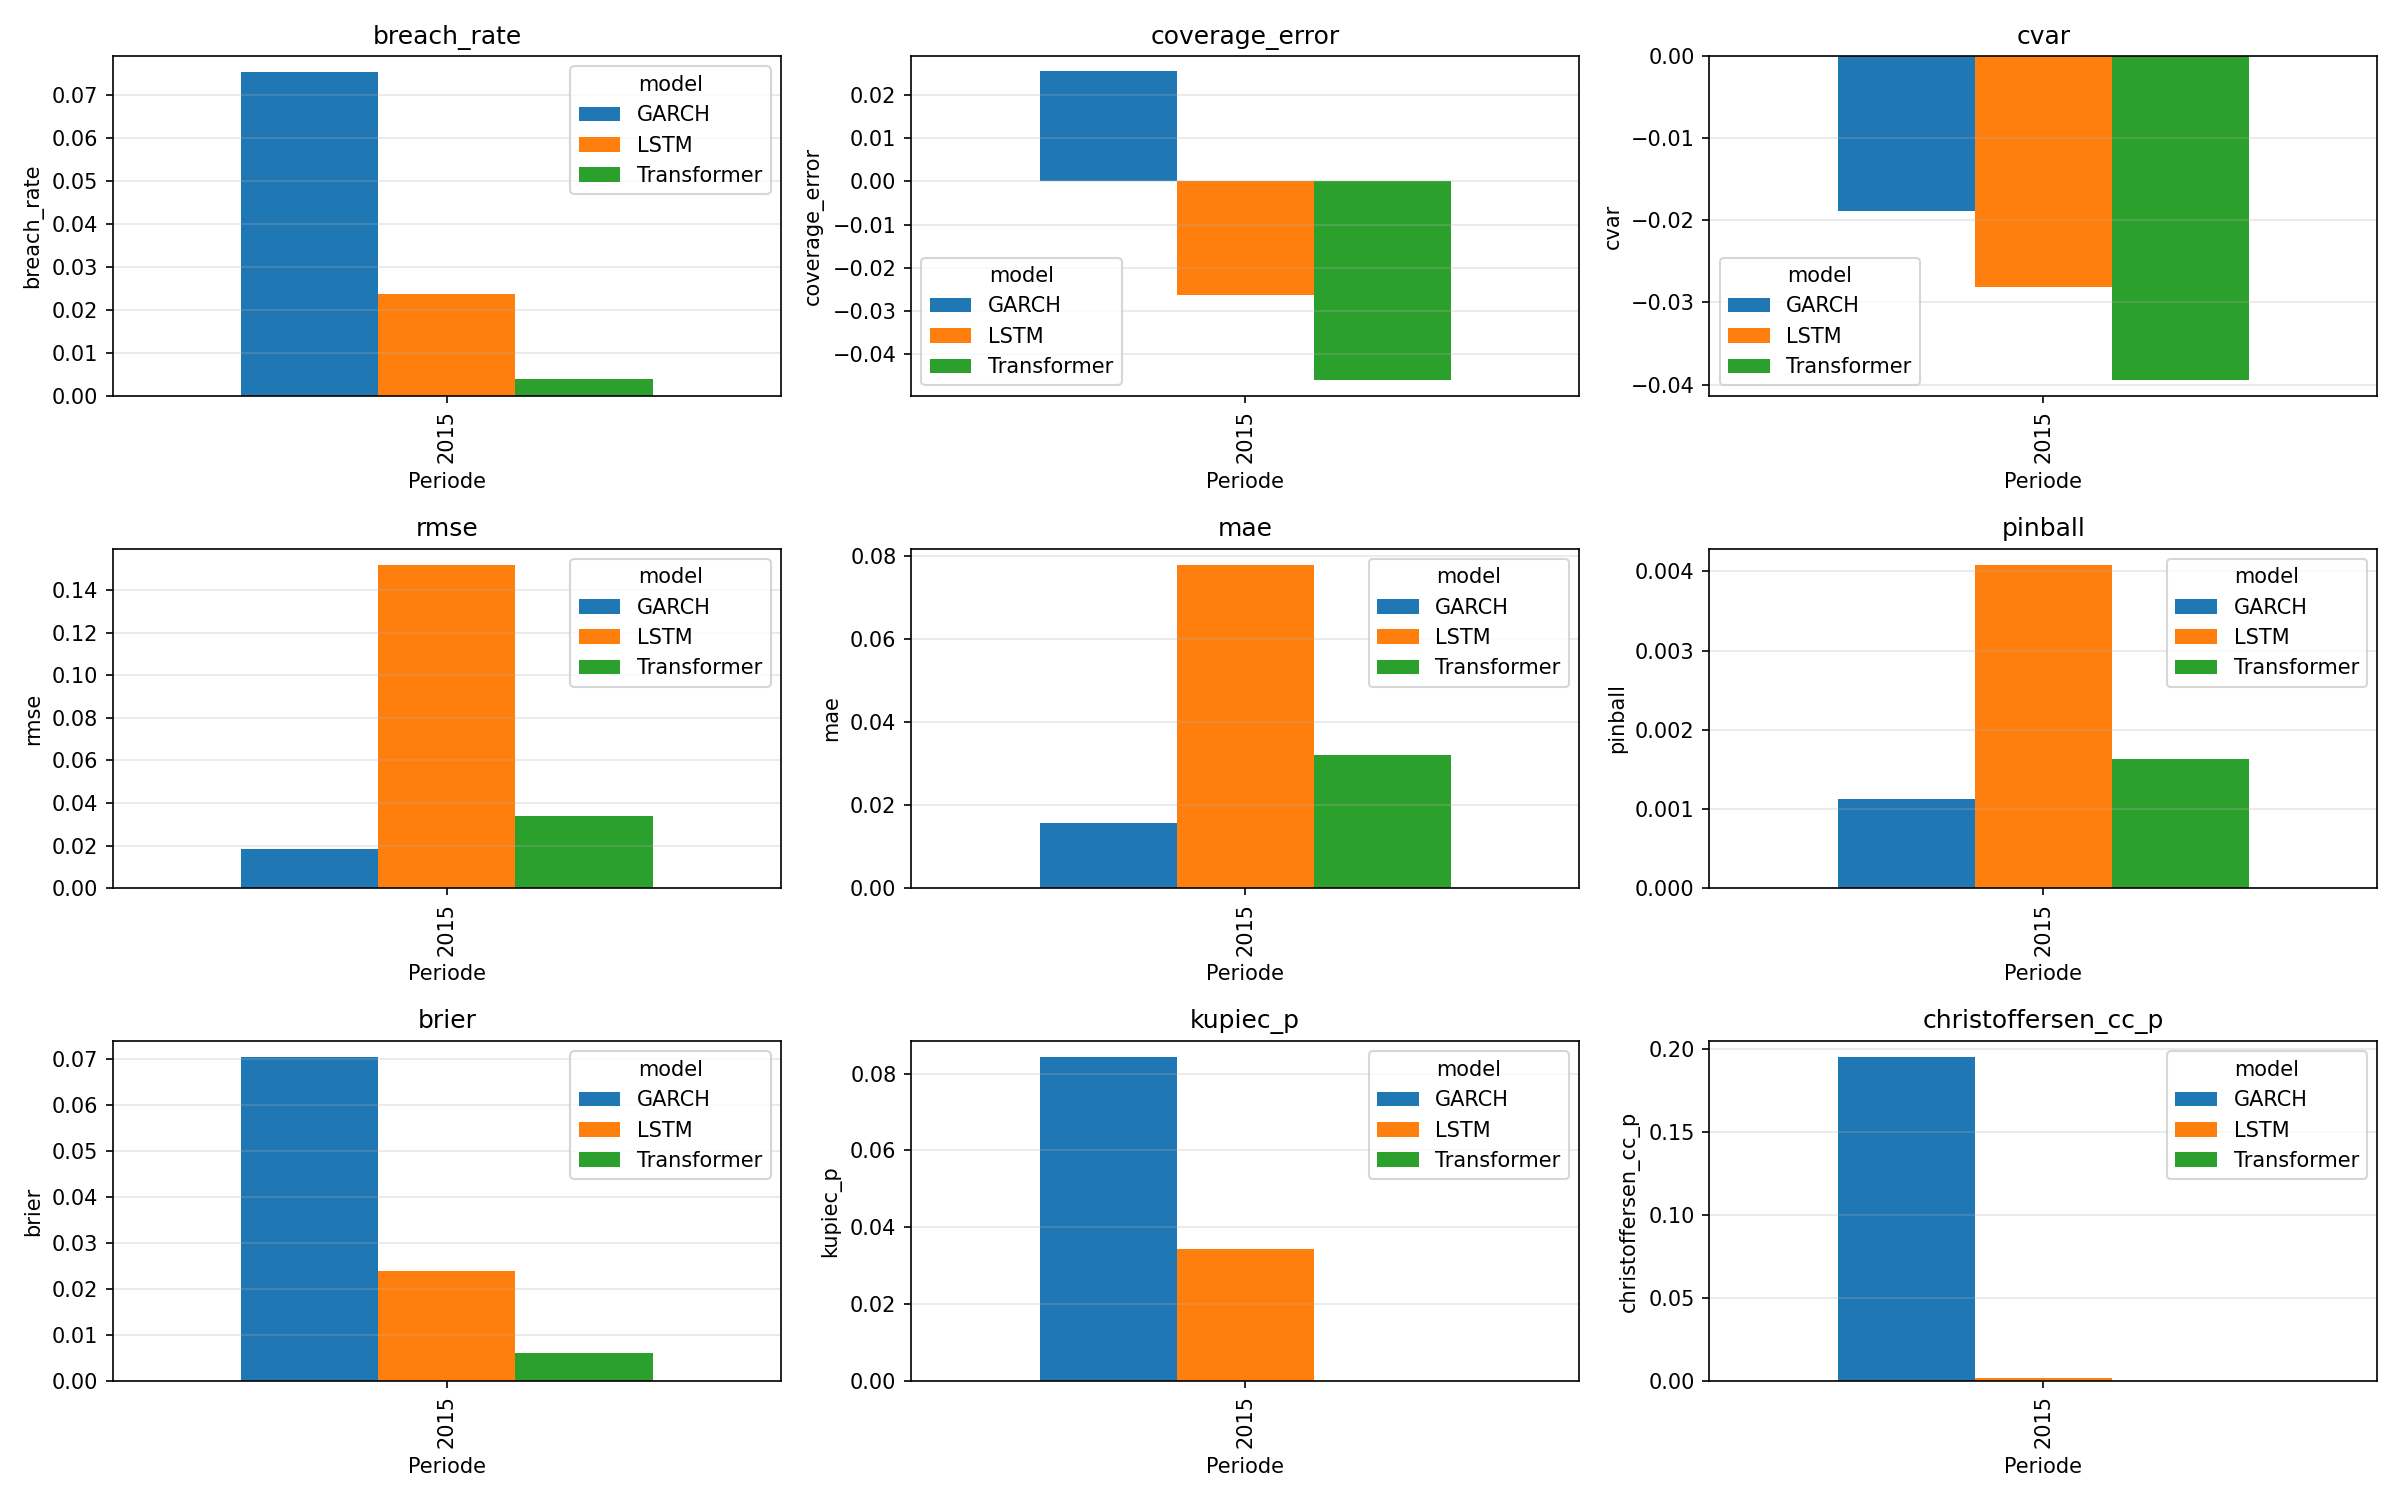 breach_rate
breach_rate
0.07
0.06
0.05
0.04
0.03
0.02
0.01
0.00
model
GARCH
LSTM
Transformer
2015
Periode
coverage_error
coverage_error
0.02
0.01
0.00
−0.01
−0.02
−0.03
−0.04
model
GARCH
LSTM
Transformer
2015
Periode
cvar
cvar
0.00
−0.01
−0.02
−0.03
−0.04
model
GARCH
LSTM
Transformer
2015
Periode
rmse
rmse
0.14
0.12
0.10
0.08
0.06
0.04
0.02
0.00
model
GARCH
LSTM
Transformer
2015
Periode
mae
mae
0.08
0.06
0.04
0.02
0.00
model
GARCH
LSTM
Transformer
2015
Periode
pinball
pinball
0.004
0.003
0.002
0.001
0.000
model
GARCH
LSTM
Transformer
2015
Periode
brier
brier
0.07
0.06
0.05
0.04
0.03
0.02
0.01
0.00
model
GARCH
LSTM
Transformer
2015
Periode
kupiec_p
kupiec_p
0.08
0.06
0.04
0.02
0.00
model
GARCH
LSTM
Transformer
2015
Periode
christoffersen_cc_p
christoffersen_cc_p
0.20
0.15
0.10
0.05
0.00
model
GARCH
LSTM
Transformer
2015
Periode